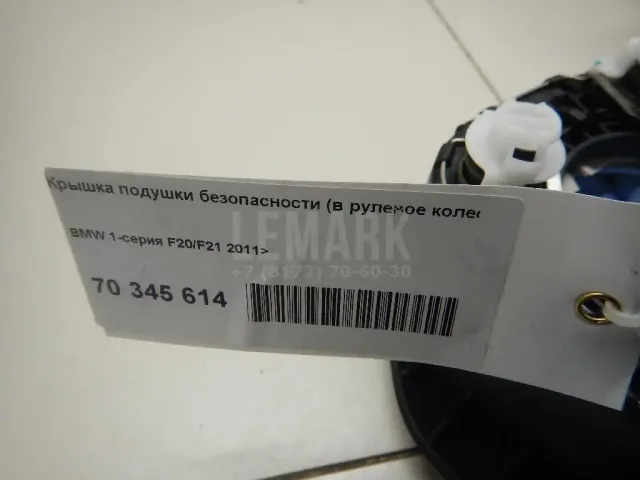 Крышка подушки безопасности (в рулевое колес
BMW 1-серия F20/F21 2011>
LEMARK
+7 (8172) 70-60-30
70 345 614